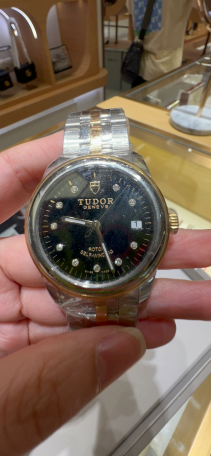 TUDOR
GENEVE
ROTOR
SELF-WINDING